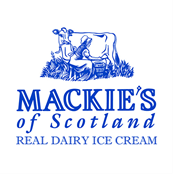 MACKIE'S
of Scotland
REAL DAIRY ICE CREAM